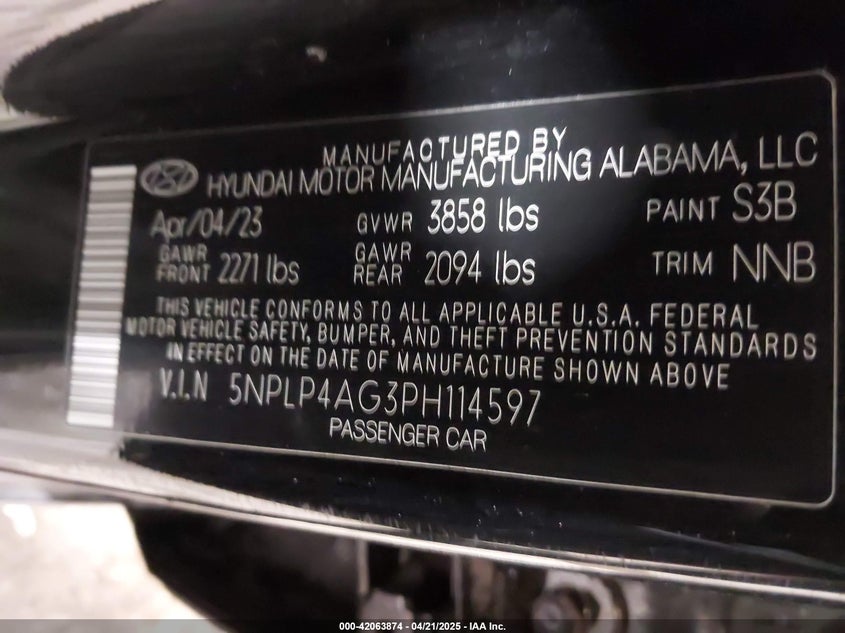 MANUFACTURED BY
HYUNDAI MOTOR MANUFACTURING ALABAMA, LLC
Apr/04/23 GVWR 3858 lbs PAINT S3B
GAWR FRONT 2271 lbs GAWR REAR 2094 lbs TRIM NNB
THIS VEHICLE CONFORMS TO ALL APPLICABLE U.S.A. FEDERAL
MOTOR VEHICLE SAFETY, BUMPER, AND THEFT PREVENTION STANDARDS
IN EFFECT ON THE DATE OF MANUFACTURE SHOWN ABOVE
V.I.N 5NPLP4AG3PH114597
PASSENGER CAR
000-42063874 - 04/21/2025 - IAA Inc.